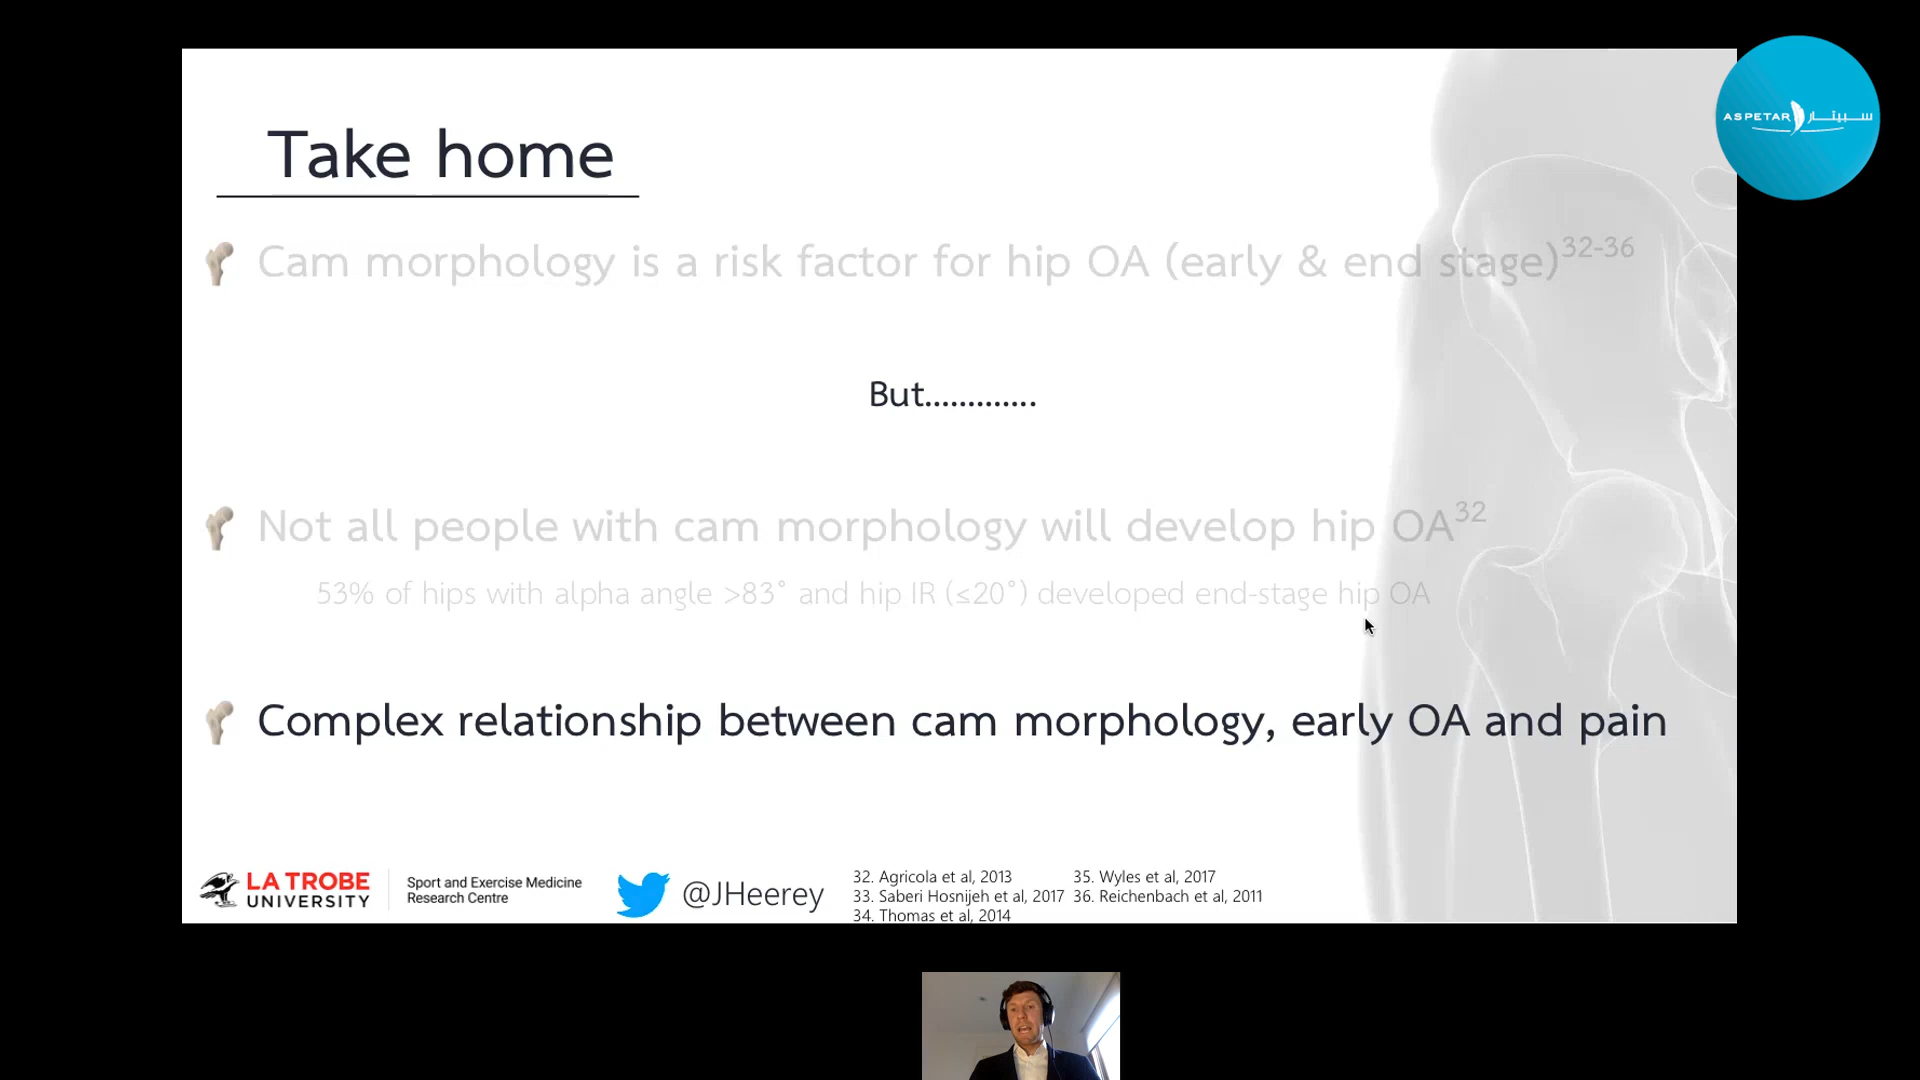 Take home
ASPETAR سبيتار
Cam morphology is a risk factor for hip OA (early & end stage)32-36
But.............
Not all people with cam morphology will develop hip OA32
53% of hips with alpha angle >83° and hip IR (≤20°) developed end-stage hip OA
Complex relationship between cam morphology, early OA and pain
LA TROBE
UNIVERSITY
Sport and Exercise Medicine
Research Centre
@JHeerey
32. Agricola et al, 2013
33. Saberi Hosnijeh et al, 2017
34. Thomas et al, 2014
35. Wyles et al, 2017
36. Reichenbach et al, 2011